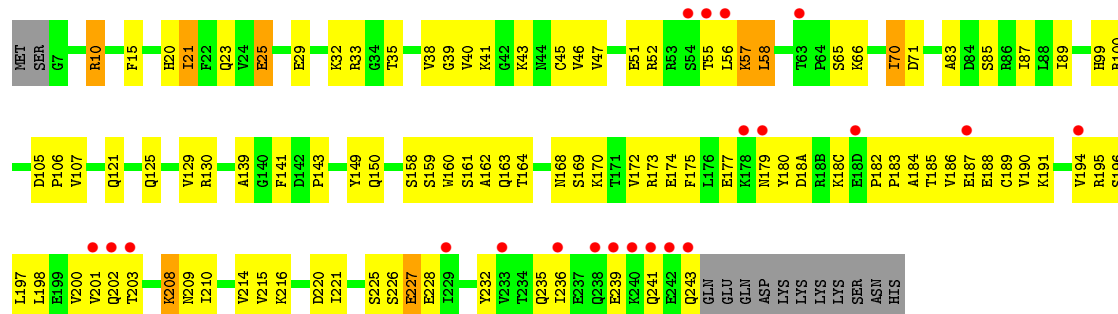 MET SER G7 R10 F15 H20 I21 F22 Q23 V24 E25 E29 K32 R33 G34 T35 V38 G39 V40 K41 G42 K43 N44 C45 V46 V47 E51 R52 R53 S54 T55 L56 K57 L58 T63 P64 S65 K66 I70 D71 A83 D84 S85 R86 I87 L88 I89 H99 R100
D105 P106 V107 Q121 Q125 V129 R130 A139 G140 F141 D142 P143 Y149 Q150 S158 S159 W160 S161 A162 Q163 T164 N168 S169 K170 T171 V172 R173 E174 F175 L176 E177 K178 N179 Y180 D18A R18B K18C E18D P182 P183 A184 T185 V186 E187 E188 C189 V190 K191 V194 R195 S196
L197 L198 E199 V200 V201 Q202 T203 K208 N209 I210 V214 V215 K216 D220 I221 S225 S226 E227 E228 I229 Y232 V233 T234 Q235 I236 E237 Q238 E239 K240 Q241 E242 Q243 GLN GLU GLN ASP LYS LYS LYS LYS SER ASN HIS